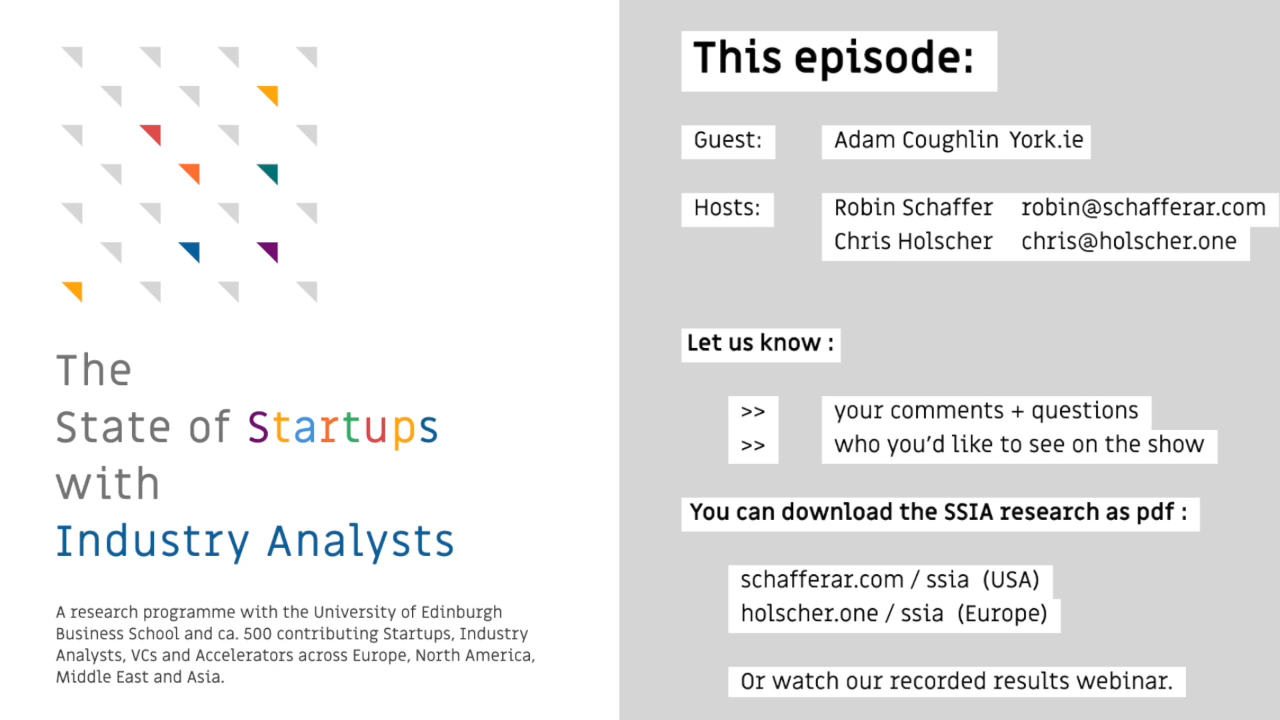 The
State of Startups
with
Industry Analysts
A research programme with the University of Edinburgh
Business School and ca. 500 contributing Startups, Industry
Analysts, VCs and Accelerators across Europe, North America,
Middle East and Asia.
This episode:
Guest: Adam Coughlin York.ie
Hosts: Robin Schaffer robin@schafferar.com
Chris Holscher chris@holscher.one
Let us know :
>> your comments + questions
>> who you’d like to see on the show
You can download the SSIA research as pdf :
schafferar.com / ssia (USA)
holscher.one / ssia (Europe)
Or watch our recorded results webinar.